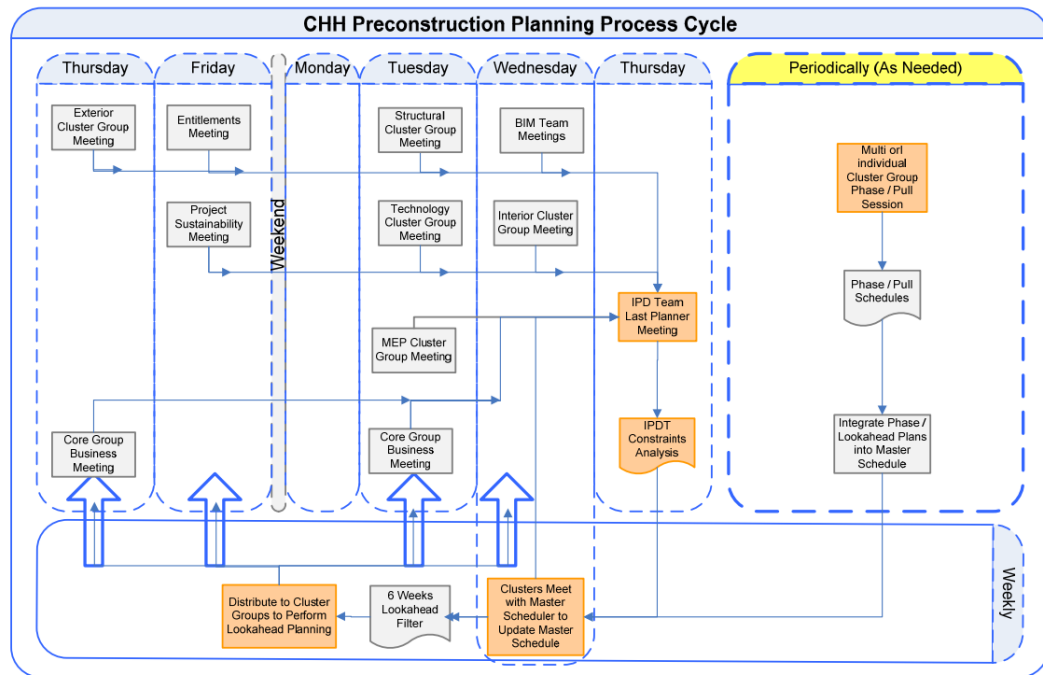 CHH Preconstruction Planning Process Cycle
Thursday
Friday
Monday
Tuesday
Wednesday
Thursday
Periodically (As Needed)
Weekend
Exterior
Cluster Group
Meeting
Entitlements
Meeting
Structural
Cluster Group
Meeting
BIM Team
Meetings
Multi orl
individual
Cluster Group
Phase / Pull
Session
Project
Sustainability
Meeting
Technology
Cluster Group
Meeting
Interior Cluster
Group Meeting
Phase / Pull
Schedules
IPD Team
Last Planner
Meeting
MEP Cluster
Group Meeting
Core Group
Business
Meeting
Core Group
Business
Meeting
IPDT
Constraints
Analysis
Integrate Phase /
Lookahead Plans
into Master
Schedule
Distribute to Cluster
Groups to Perform
Lookahead Planning
6 Weeks
Lookahead
Filter
Clusters Meet
with Master
Scheduler to
Update Master
Schedule
Weekly